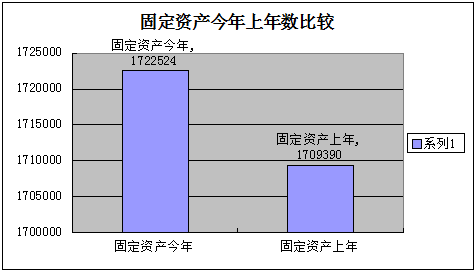 固定资产今年上年数比较
1725000
1720000
1715000
1710000
1705000
1700000
固定资产今年,
1722524
固定资产上年,
1709390
固定资产今年
固定资产上年
系列1